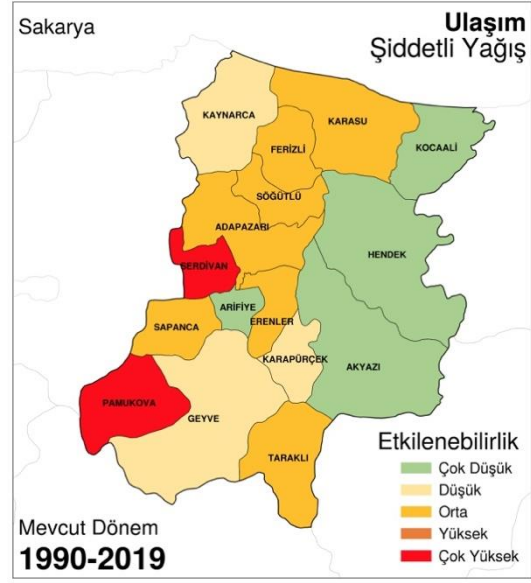 Sakarya
Ulaşım
Şiddetli Yağış
KAYNARCA
KARASU
KOCAALİ
FERİZLİ
SÖĞÜTLÜ
ADAPAZARI
HENDEK
SERDİVAN
ARİFİYE
ERENLER
SAPANCA
KARAPÜRÇEK
AKYAZI
PAMUKOVA
GEYVE
TARAKLI
Etkilenebilirlik
Çok Düşük
Düşük
Orta
Yüksek
Çok Yüksek
Mevcut Dönem
1990-2019